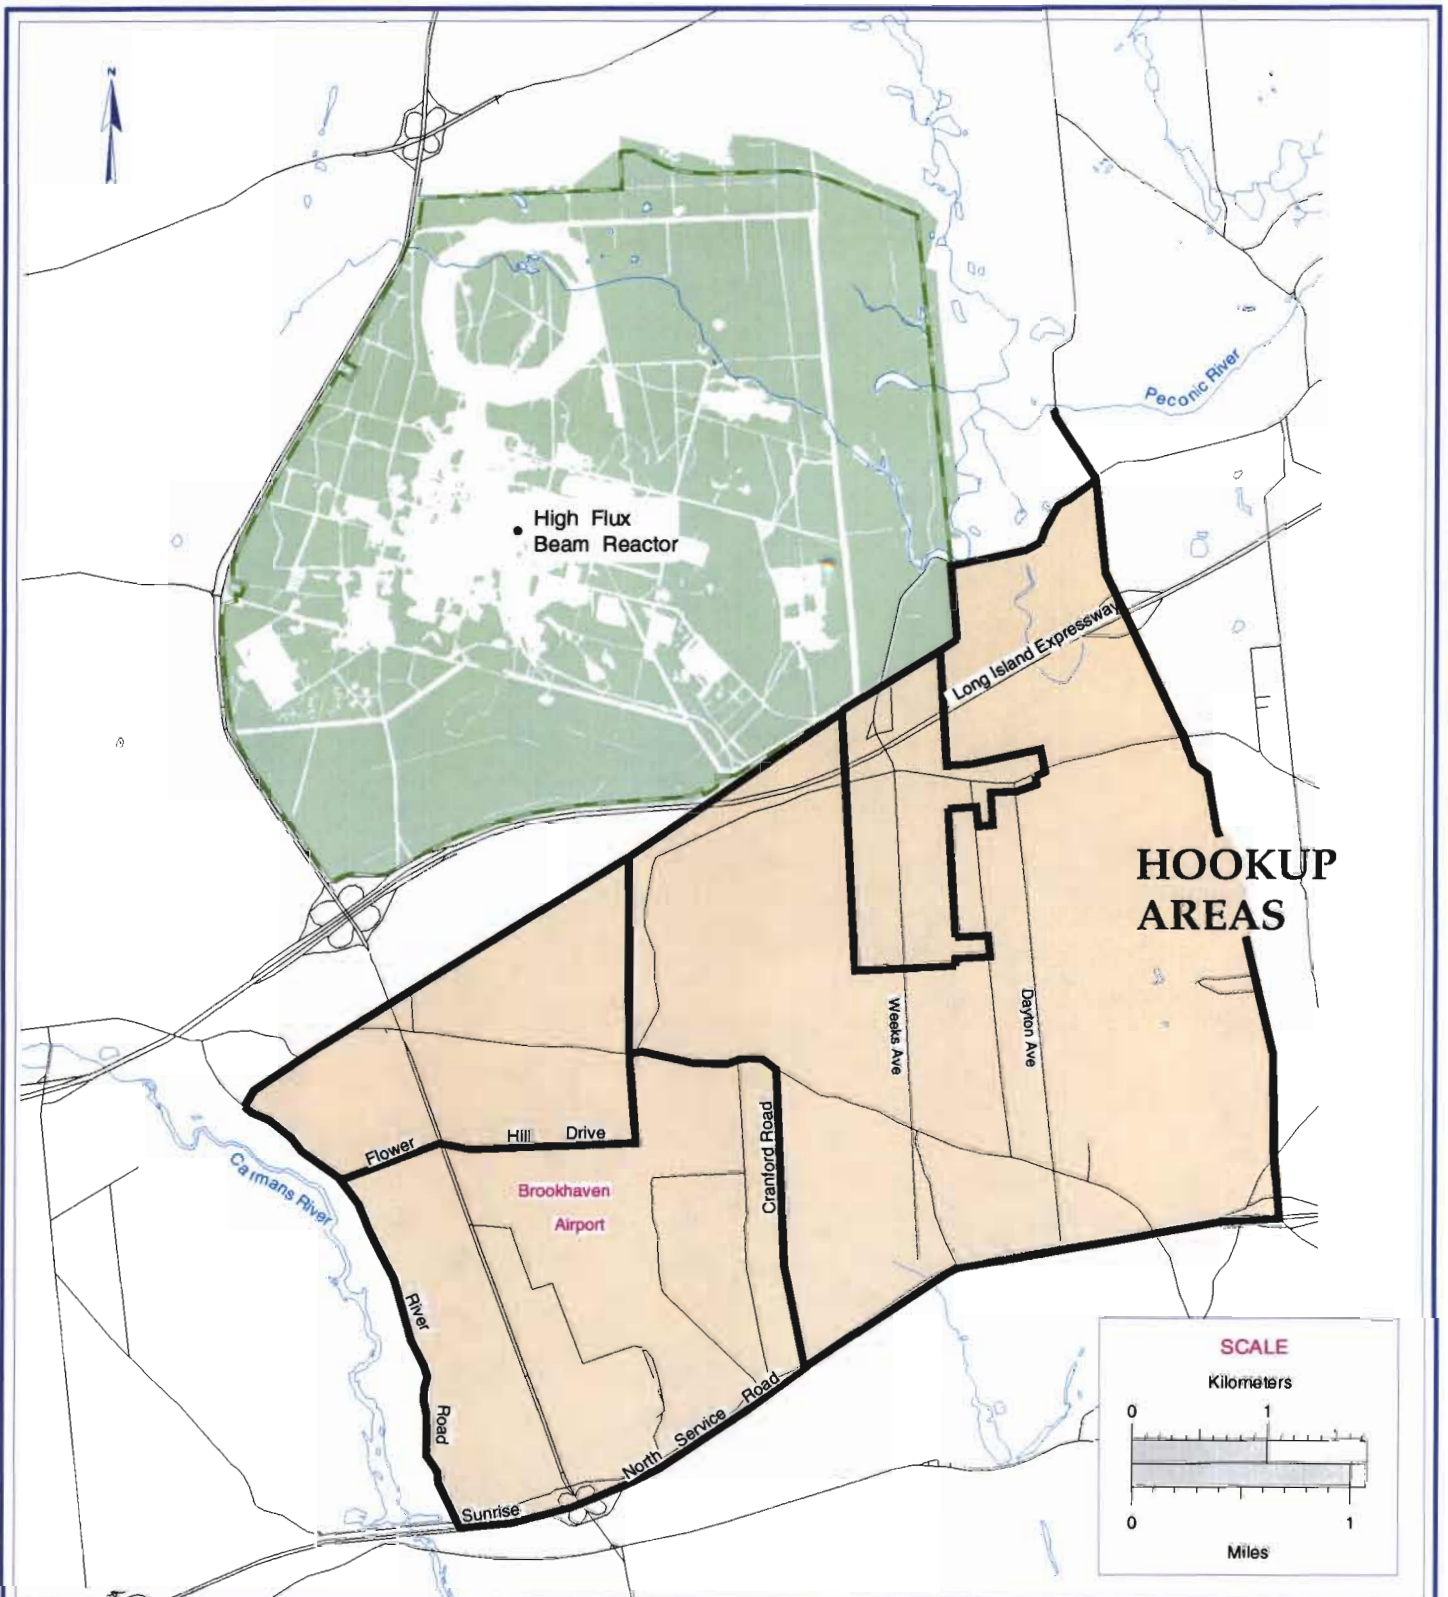 N
High Flux
Beam Reactor
Peconic River
Long Island Expressway
HOOKUP
AREAS
Weeks Ave
Dayton Ave
Flower Hill Drive
Cranford Road
Carmans River
Brookhaven
Airport
River Road
Sunrise North Service Road
SCALE
Kilometers
0 1
0 1
Miles